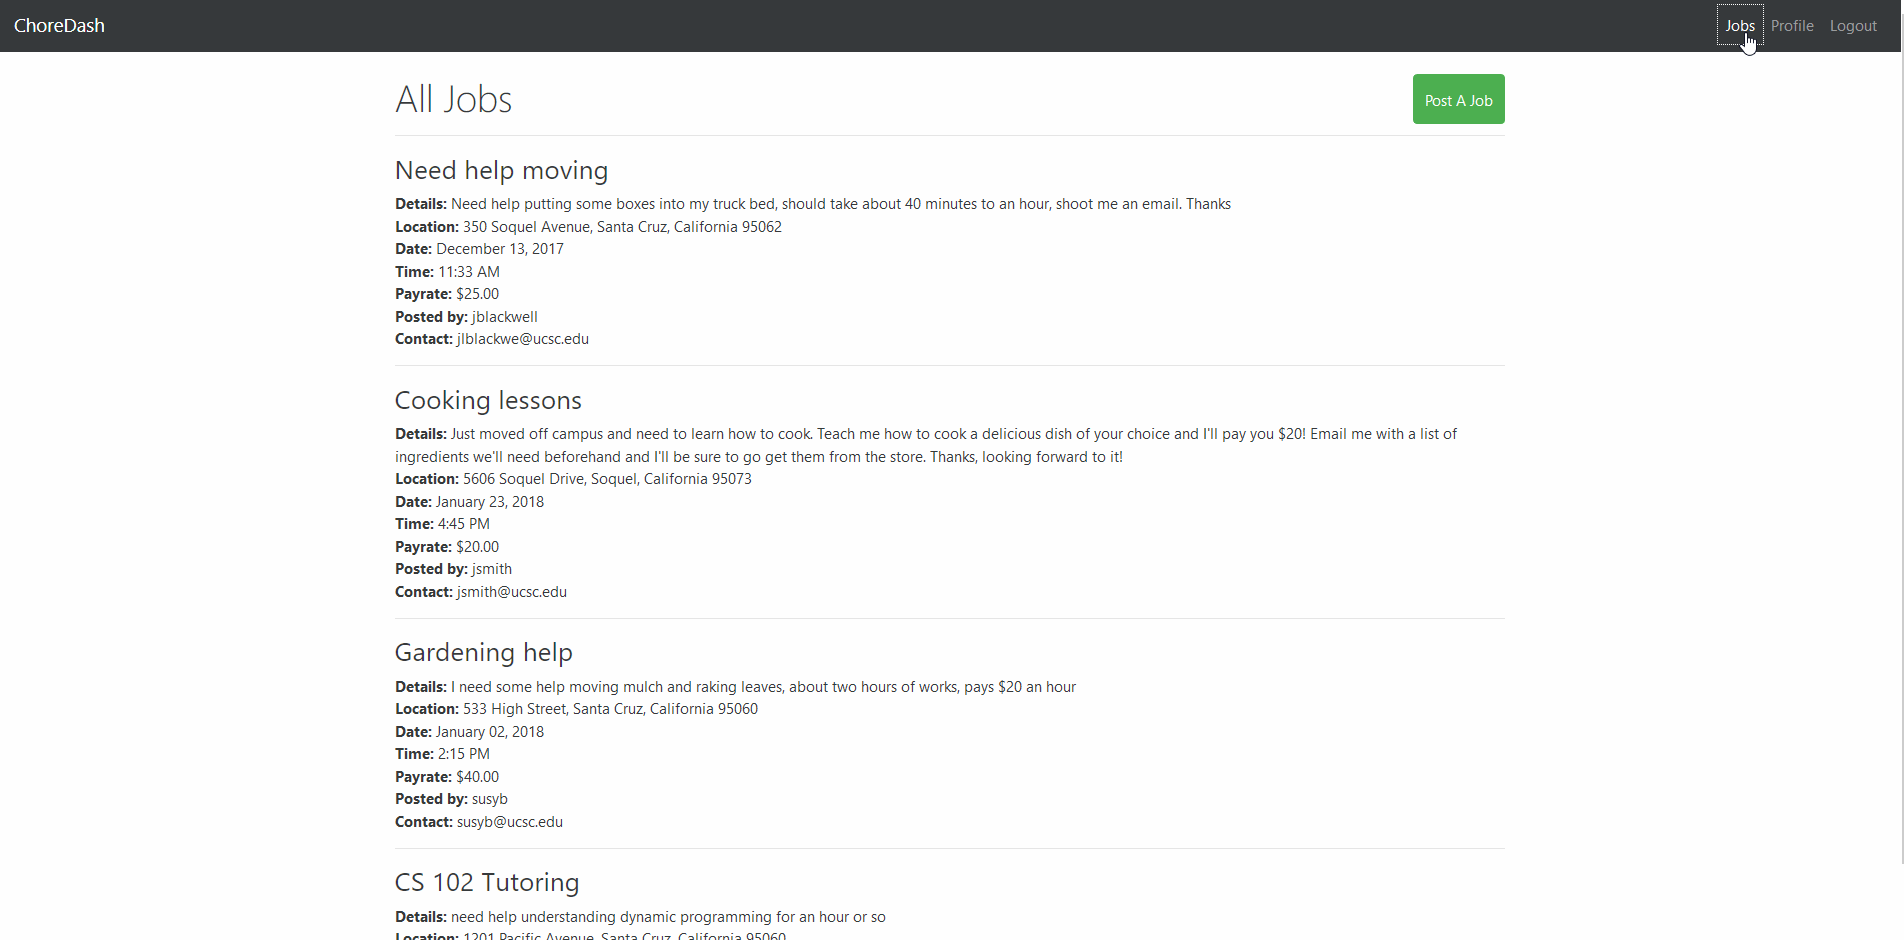 ChoreDash
Jobs Profile Logout
All Jobs
Post A Job
Need help moving
Details: Need help putting some boxes into my truck bed, should take about 40 minutes to an hour, shoot me an email. Thanks
Location: 350 Soquel Avenue, Santa Cruz, California 95062
Date: December 13, 2017
Time: 11:33 AM
Payrate: $25.00
Posted by: jblackwell
Contact: jlblackwe@ucsc.edu
Cooking lessons
Details: Just moved off campus and need to learn how to cook. Teach me how to cook a delicious dish of your choice and I'll pay you $20! Email me with a list of
ingredients we'll need beforehand and I'll be sure to go get them from the store. Thanks, looking forward to it!
Location: 5606 Soquel Drive, Soquel, California 95073
Date: January 23, 2018
Time: 4:45 PM
Payrate: $20.00
Posted by: jsmith
Contact: jsmith@ucsc.edu
Gardening help
Details: I need some help moving mulch and raking leaves, about two hours of works, pays $20 an hour
Location: 533 High Street, Santa Cruz, California 95060
Date: January 02, 2018
Time: 2:15 PM
Payrate: $40.00
Posted by: susyb
Contact: susyb@ucsc.edu
CS 102 Tutoring
Details: need help understanding dynamic programming for an hour or so
Location: 1201 Pacific Avenue, Santa Cruz, California 95060